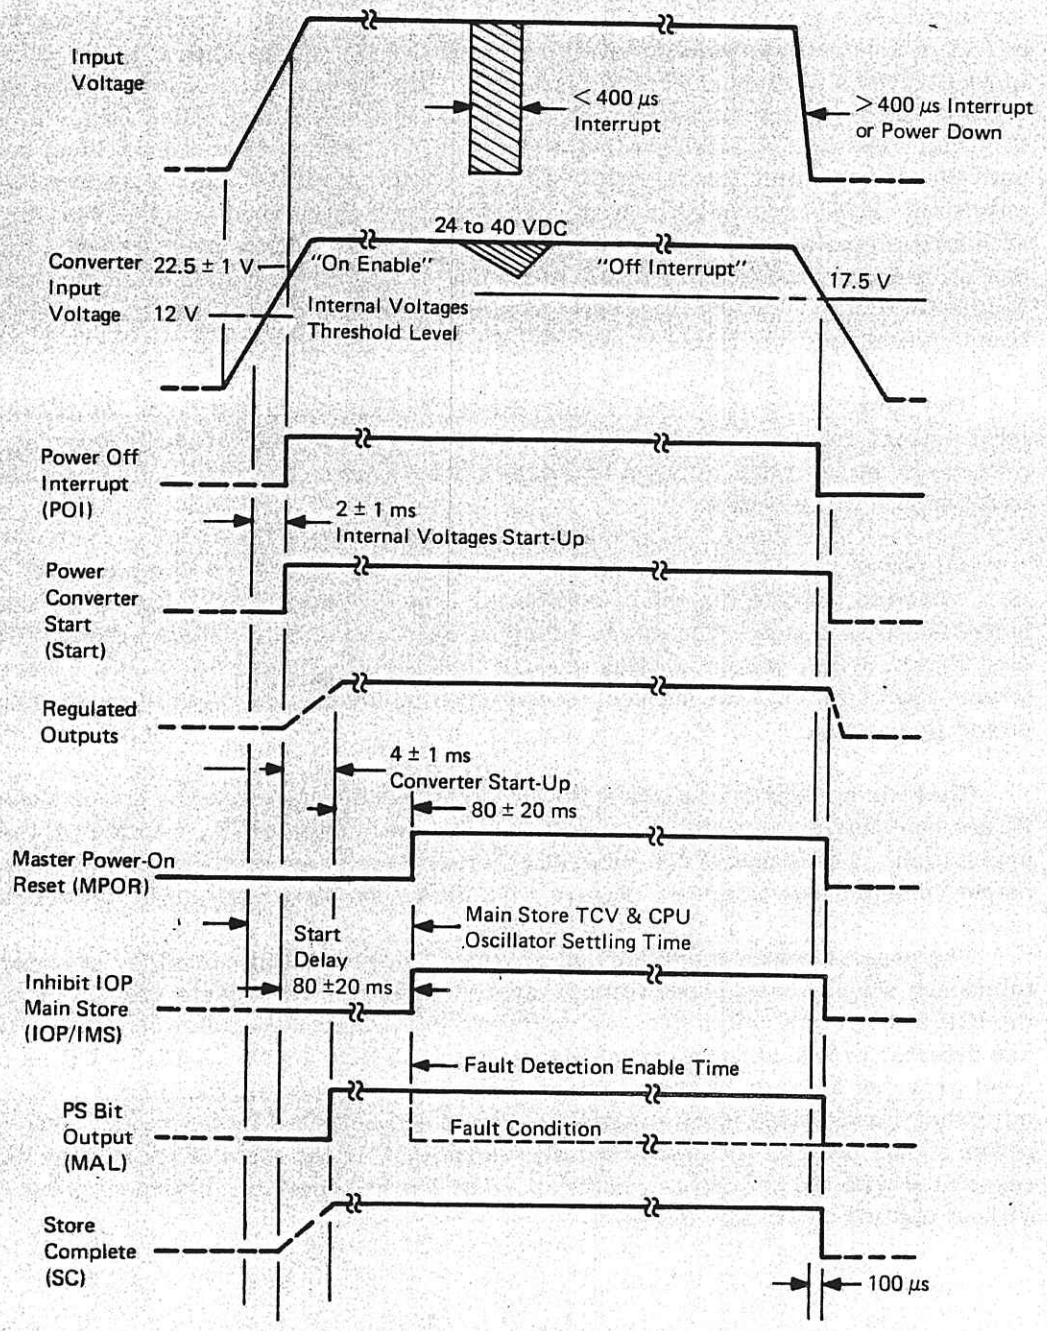 Input
Voltage
< 400 µs
Interrupt
> 400 µs Interrupt
or Power Down
24 to 40 VDC
Converter
Input
Voltage
22.5 ± 1 V
12 V
"On Enable"
"Off Interrupt"
17.5 V
Internal Voltages
Threshold Level
Power Off
Interrupt
(POI)
2 ± 1 ms
Internal Voltages Start-Up
Power
Converter
Start
(Start)
Regulated
Outputs
4 ± 1 ms
Converter Start-Up
80 ± 20 ms
Master Power-On
Reset (MPOR)
Main Store TCV & CPU
Oscillator Settling Time
Start
Delay
80 ±20 ms
Inhibit IOP
Main Store
(IOP/IMS)
Fault Detection Enable Time
PS Bit
Output
(MAL)
Fault Condition
Store
Complete
(SC)
100 µs